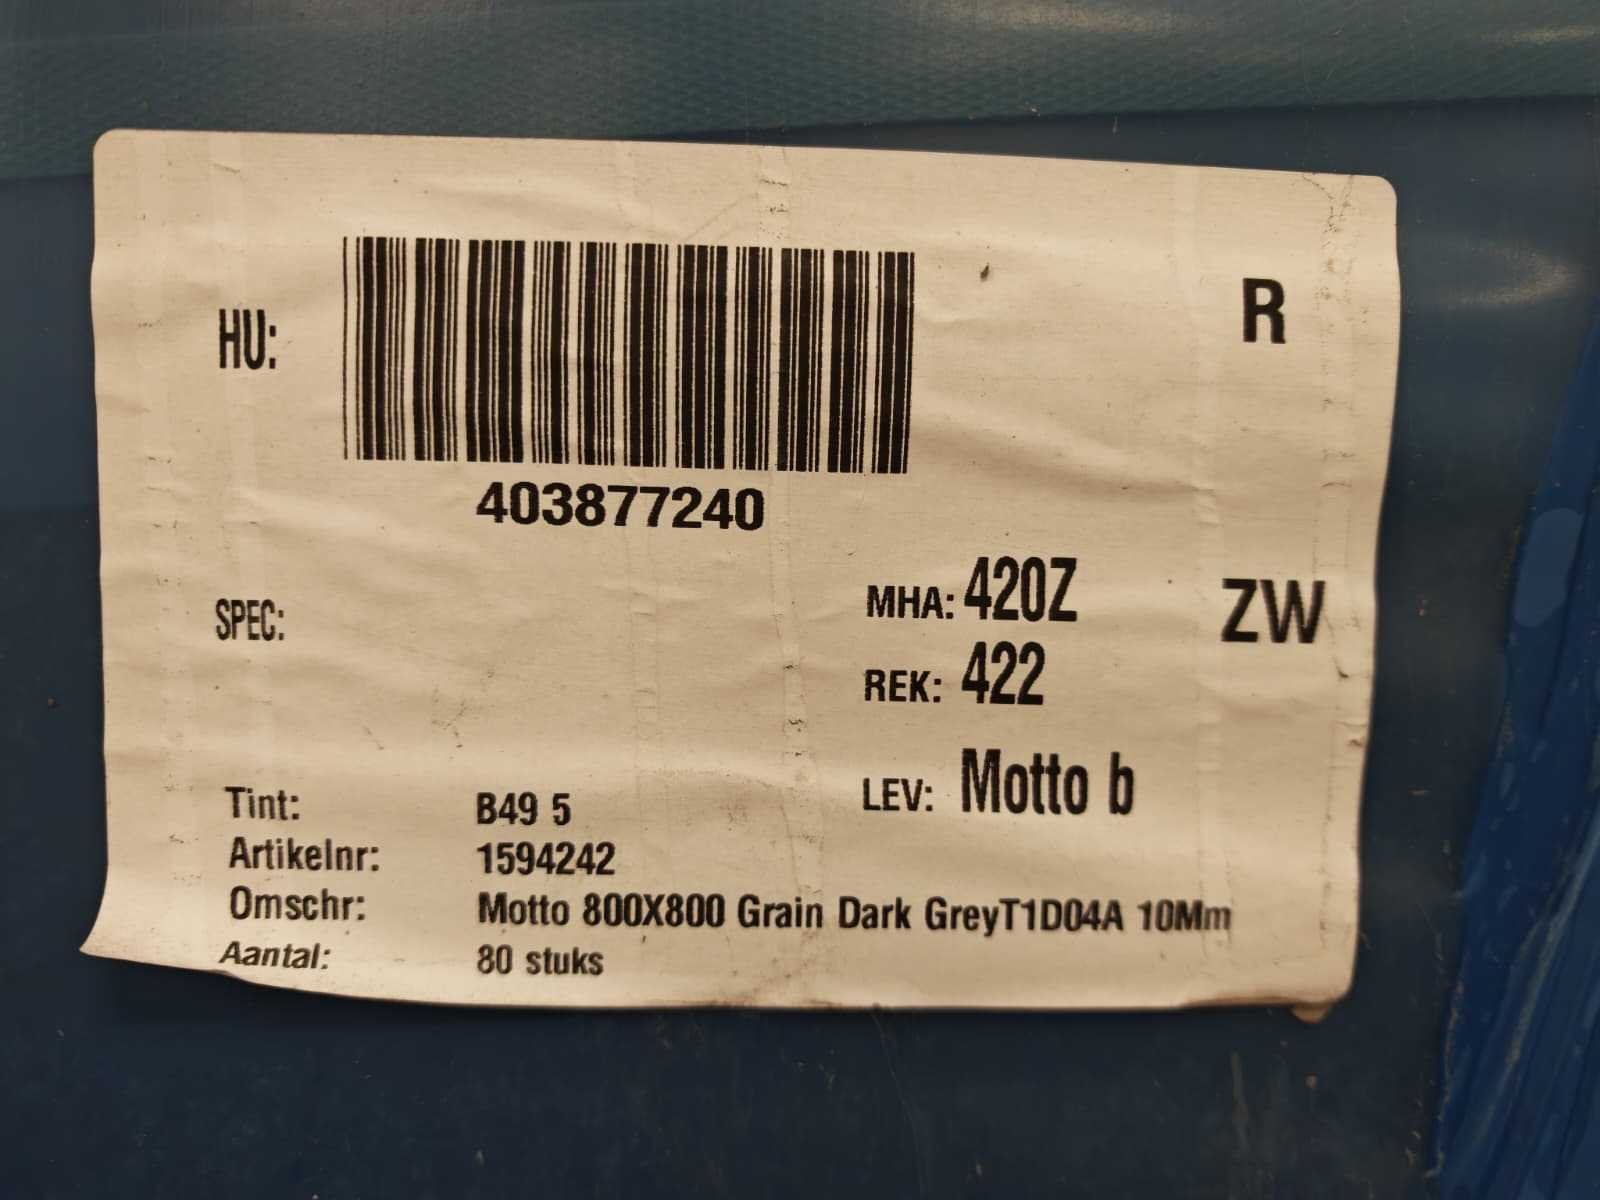 HU:
R
403877240
SPEC:
MHA: 420Z
ZW
REK: 422
LEV: Motto b
Tint: B49 5
Artikelnr: 1594242
Omschr: Motto 800X800 Grain Dark GreyT1D04A 10Mm
Aantal: 80 stuks